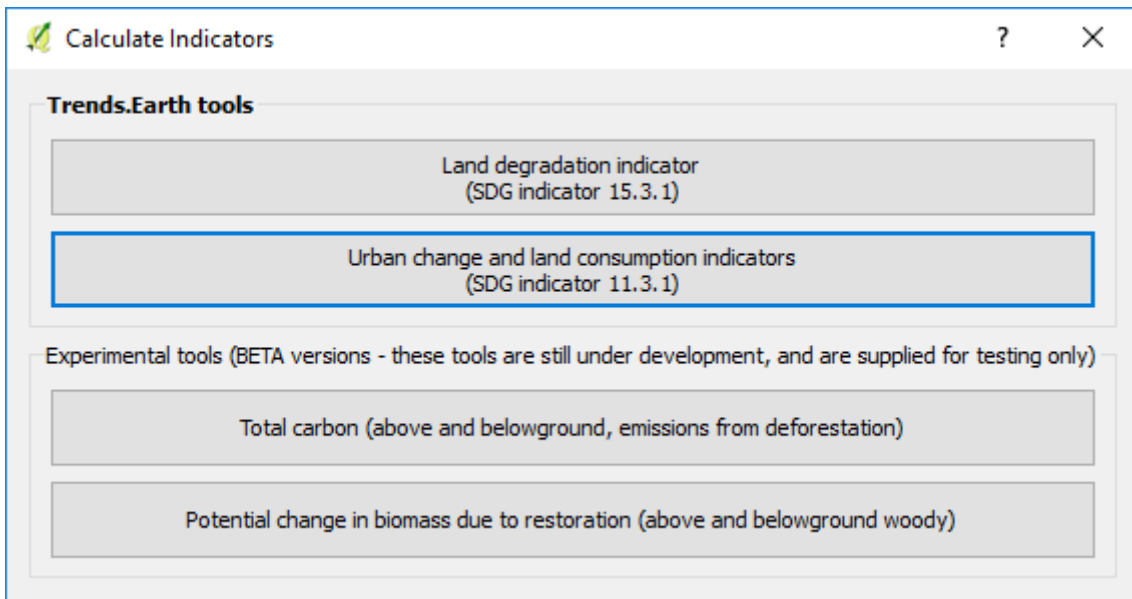 Calculate Indicators
Trends.Earth tools
Land degradation indicator
(SDG indicator 15.3.1)
Urban change and land consumption indicators
(SDG indicator 11.3.1)
Experimental tools (BETA versions - these tools are still under development, and are supplied for testing only)
Total carbon (above and belowground, emissions from deforestation)
Potential change in biomass due to restoration (above and belowground woody)